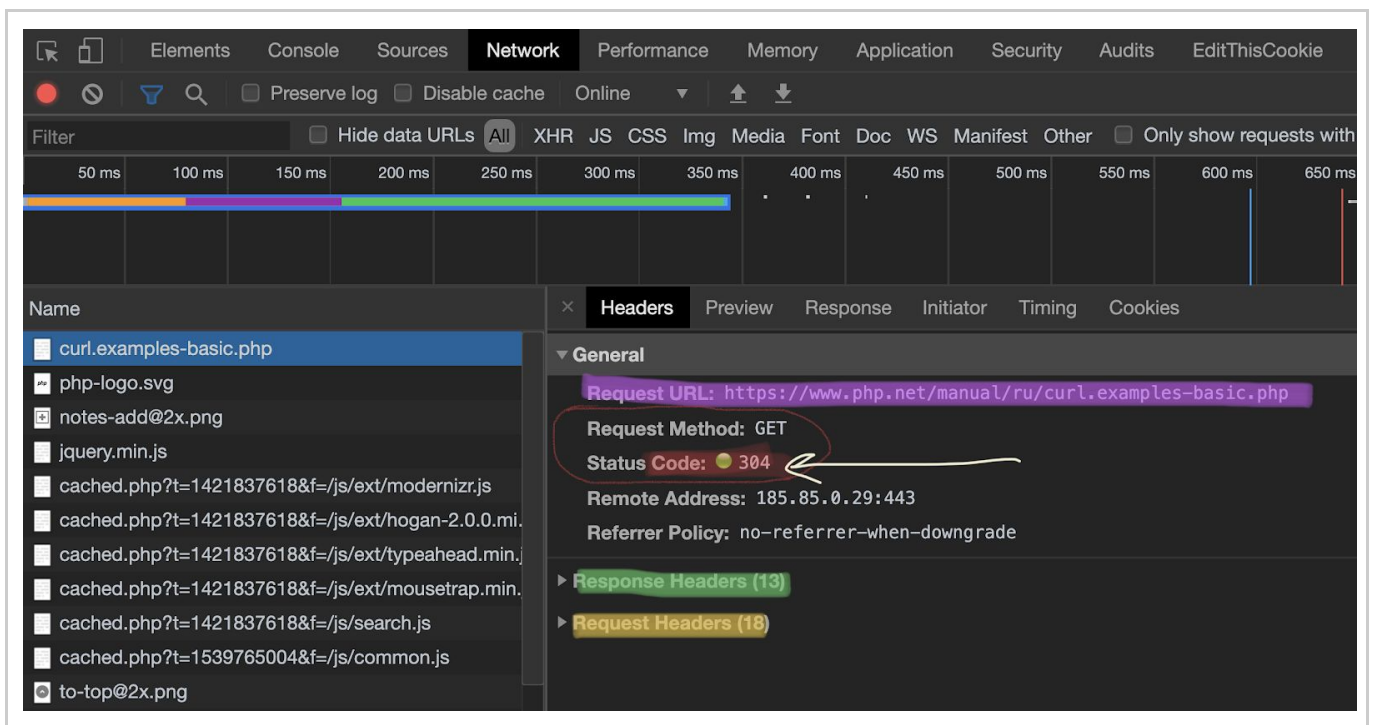 Elements Console Sources Network Performance Memory Application Security Audits EditThisCookie
Preserve log Disable cache Online ▼
Filter Hide data URLs All XHR JS CSS Img Media Font Doc WS Manifest Other Only show requests with
50 ms 100 ms 150 ms 200 ms 250 ms 300 ms 350 ms 400 ms 450 ms 500 ms 550 ms 600 ms 650 ms
Name
× Headers Preview Response Initiator Timing Cookies
curl.examples-basic.php
php-logo.svg
notes-add@2x.png
jquery.min.js
cached.php?t=1421837618&f=/js/ext/modernizr.js
cached.php?t=1421837618&f=/js/ext/hogan-2.0.0.mi.
cached.php?t=1421837618&f=/js/ext/typeahead.min.j
cached.php?t=1421837618&f=/js/ext/mousetrap.min.
cached.php?t=1421837618&f=/js/search.js
cached.php?t=1539765004&f=/js/common.js
to-top@2x.png
General
Request URL: https://www.php.net/manual/ru/curl.examples-basic.php
Request Method: GET
Status Code: 304
Remote Address: 185.85.0.29:443
Referrer Policy: no-referrer-when-downgrade
Response Headers (13)
Request Headers (18)